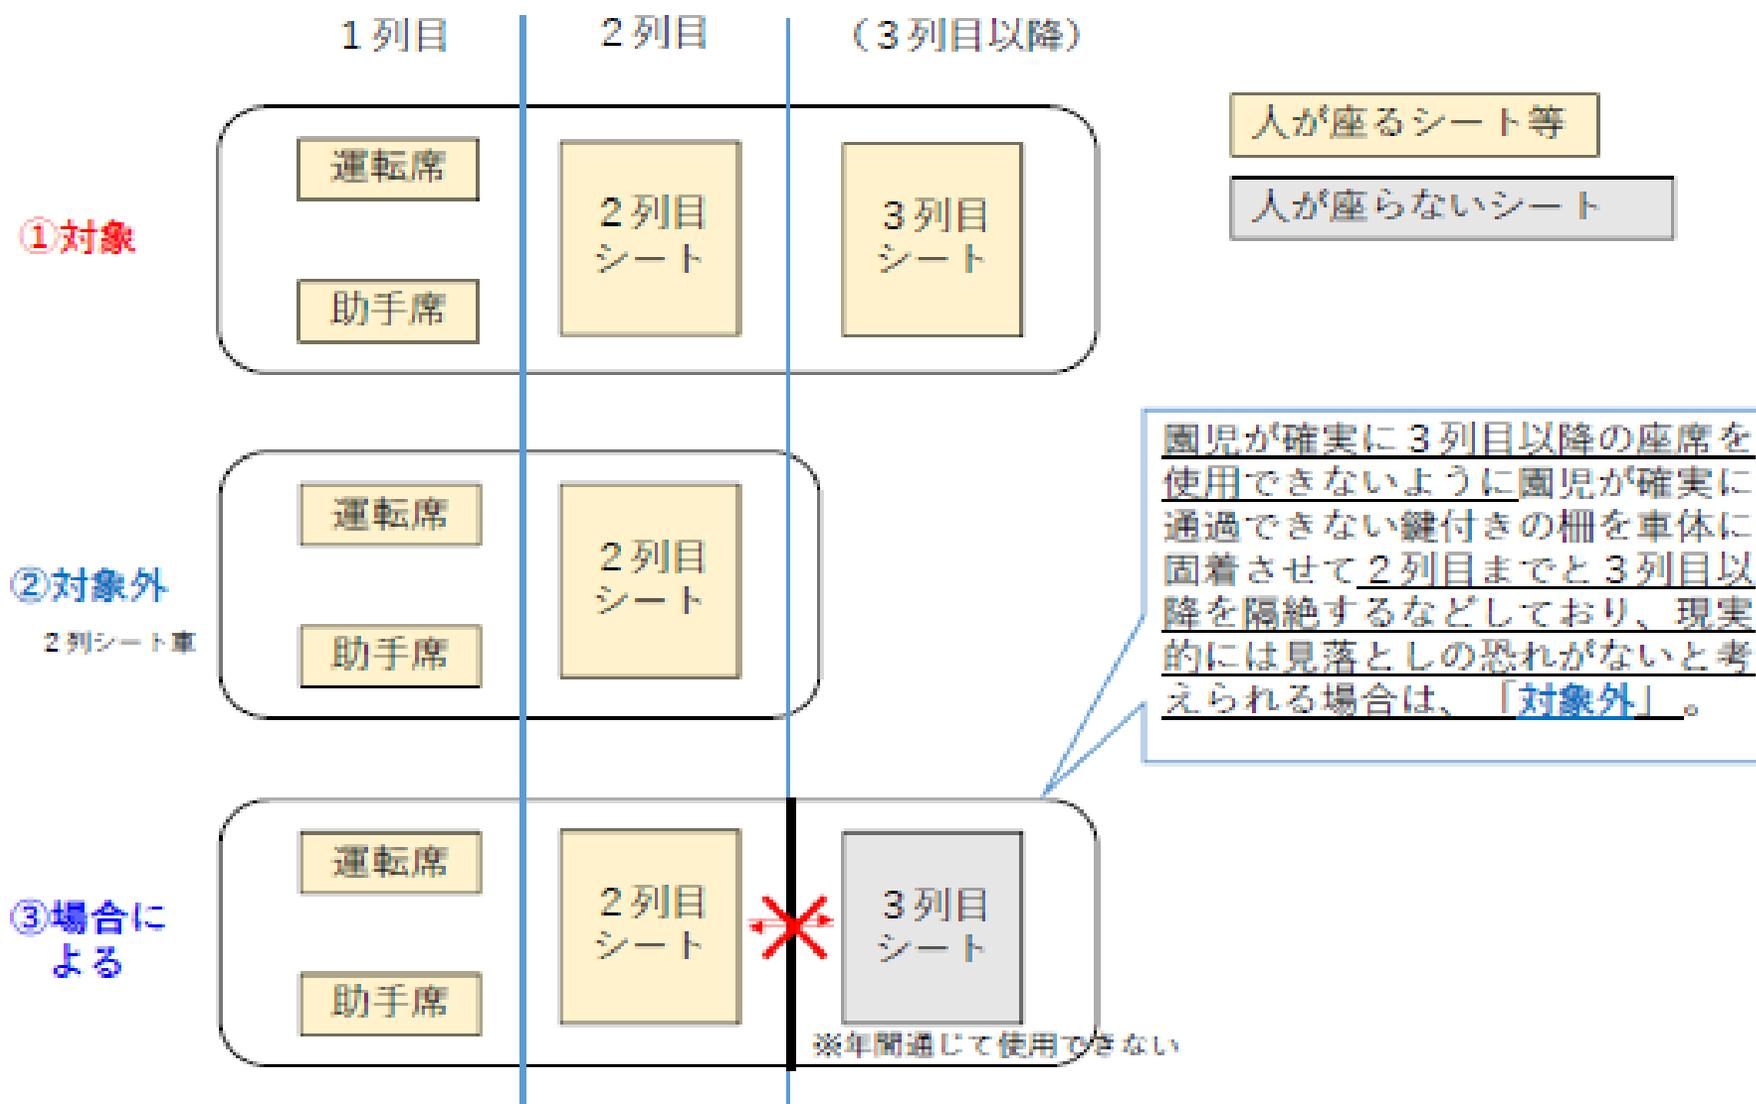 1列目
2列目
(3列目以降)
人が座るシート等
人が座らないシート
①対象
運転席
助手席
2列目
シート
3列目
シート
②対象外
2列シート車
運転席
助手席
2列目
シート
園児が確実に3列目以降の座席を
使用できないように園児が確実に
通過できない鍵付きの柵を車体に
固着させて2列目までと3列目以
降を隔絶するなどしており、現実
的には見落としの恐れがないと考
えられる場合は、「対象外」。
③場合に
よる
運転席
助手席
2列目
シート
3列目
シート
※年間通じて使用できない